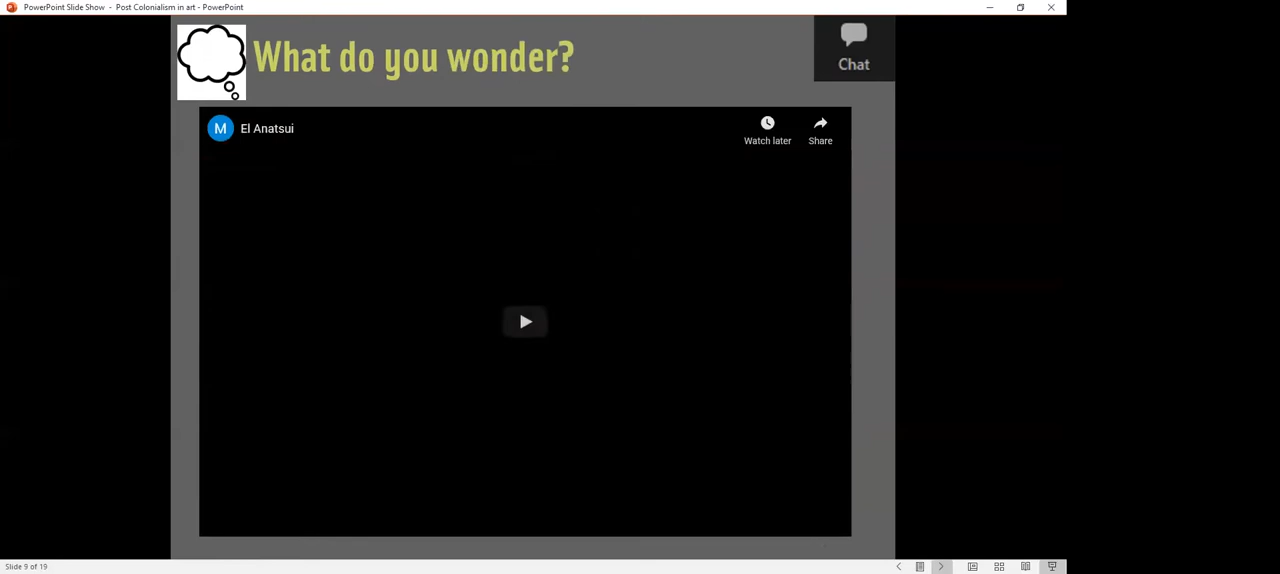 PowerPoint Slide Show - Post Colonialism in art - PowerPoint
What do you wonder?
Chat
M El Anatsui
Watch later Share
Slide 9 of 19